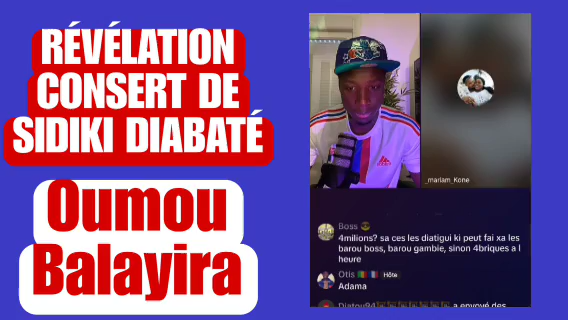 RÉVÉLATION
CONSERT DE
SIDIKI DIABATÉ
Oumou
Balayira
_mariam_Kone
Boss
4milions? sa ces les diatigui ki peut fai xa les
barou boss, barou gambie, sinon 4briques a l
heure
Otis Hôte
Adama
a envoyé des